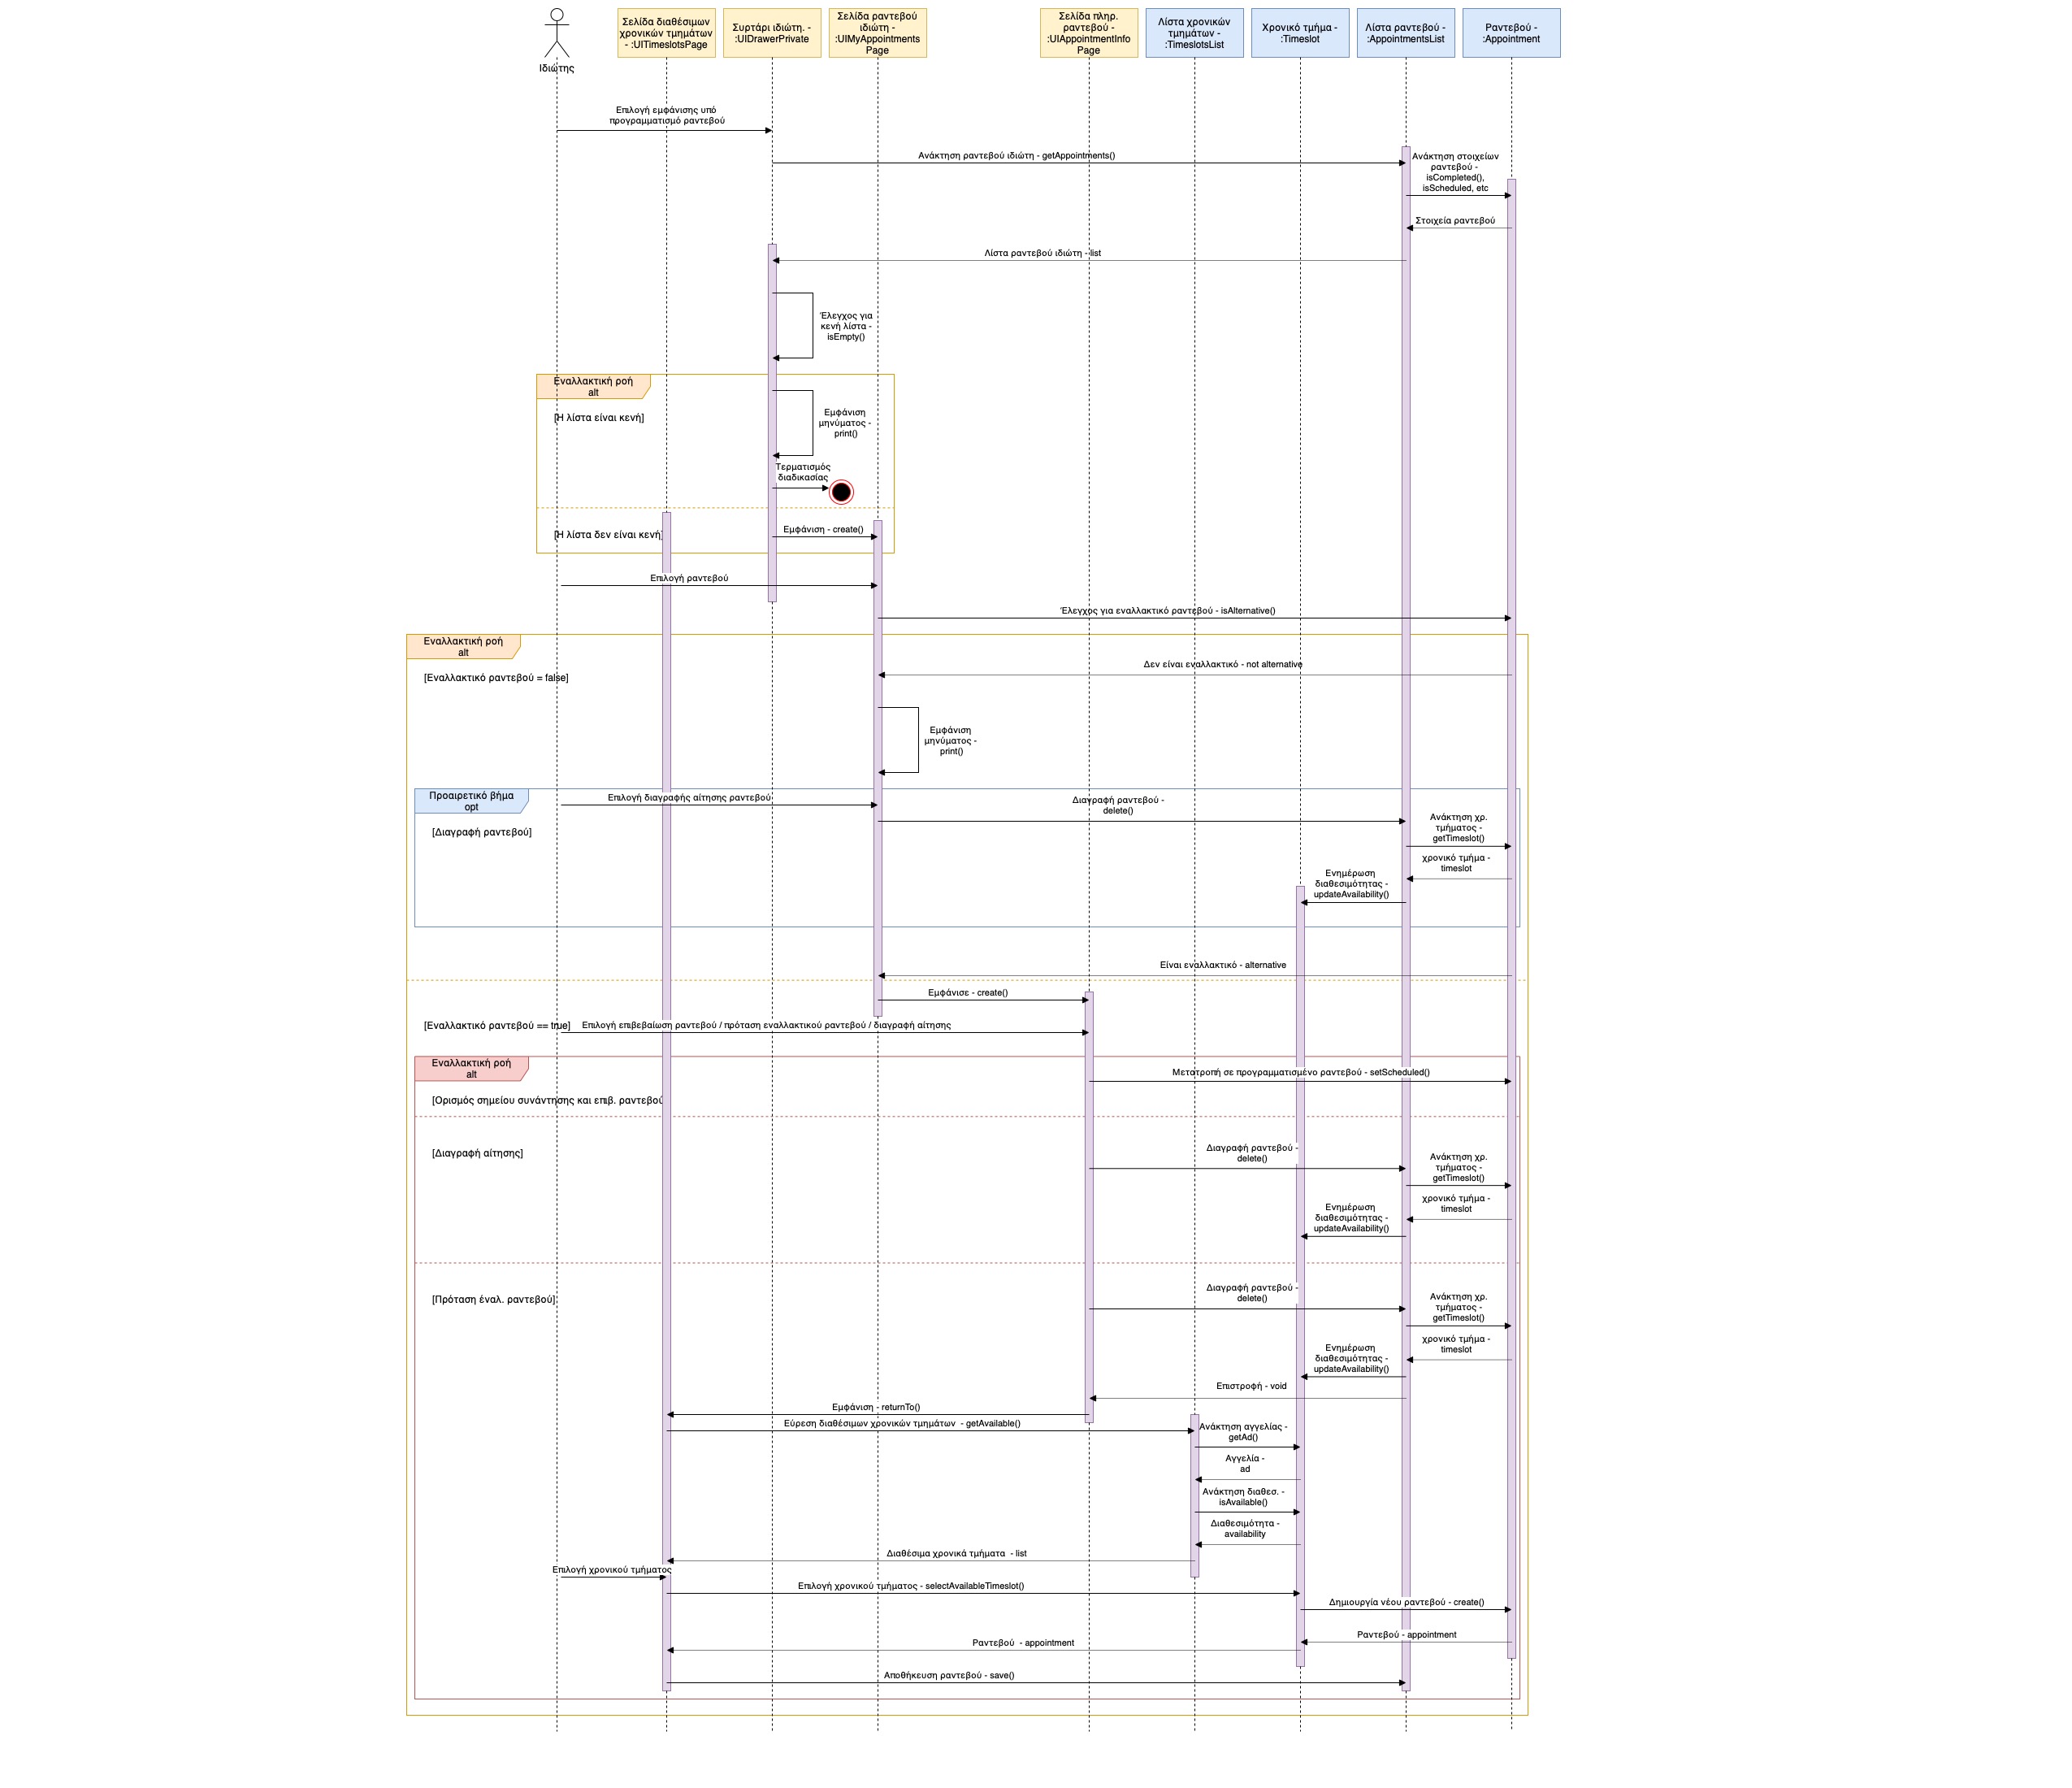 Ιδιώτης
Σελίδα διαθέσιμων
χρονικών τμημάτων
- :UITimeslotsPage
Συρτάρι ιδιώτη. -
:UIDrawerPrivate
Σελίδα ραντεβού
ιδιώτη -
:UIMyAppointments
Page
Σελίδα πληρ.
ραντεβού -
:UIAppointmentInfo
Page
Λίστα χρονικών
τμημάτων -
:TimeslotsList
Χρονικό τμήμα -
:Timeslot
Λίστα ραντεβού -
:AppointmentsList
Ραντεβού -
:Appointment
Επιλογή εμφάνισης υπό
προγραμματισμό ραντεβού
Ανάκτηση ραντεβού ιδιώτη - getAppointments()
Ανάκτηση στοιχείων
ραντεβού -
isCompleted(),
isScheduled, etc
Στοιχεία ραντεβού
Λίστα ραντεβού ιδιώτη - list
Έλεγχος για
κενή λίστα -
isEmpty()
Εναλλακτική ροή
alt
[Η λίστα είναι κενή]
Εμφάνιση
μηνύματος -
print()
Τερματισμός
διαδικασίας
[Η λίστα δεν είναι κενή]
Εμφάνιση - create()
Επιλογή ραντεβού
Έλεγχος για εναλλακτικό ραντεβού - isAlternative()
Εναλλακτική ροή
alt
[Εναλλακτικό ραντεβού = false]
Δεν είναι εναλλακτικό - not alternative
Εμφάνιση
μηνύματος -
print()
Προαιρετικό βήμα
opt
[Διαγραφή ραντεβού]
Επιλογή διαγραφής αίτησης ραντεβού
Διαγραφή ραντεβού -
delete()
Ανάκτηση χρ.
τμήματος -
getTimeslot()
χρονικό τμήμα -
timeslot
Ενημέρωση
διαθεσιμότητας -
updateAvailability()
Είναι εναλλακτικό - alternative
Εμφάνισε - create()
[Εναλλακτικό ραντεβού == true]
Επιλογή επιβεβαίωση ραντεβού / πρόταση εναλλακτικού ραντεβού / διαγραφή αίτησης
Εναλλακτική ροή
alt
Μετατροπή σε προγραμματισμένο ραντεβού - setScheduled()
[Ορισμός σημείου συνάντησης και επιβ. ραντεβού
[Διαγραφή αίτησης]
Διαγραφή ραντεβού -
delete()
Ανάκτηση χρ.
τμήματος -
getTimeslot()
χρονικό τμήμα -
timeslot
Ενημέρωση
διαθεσιμότητας -
updateAvailability()
[Πρόταση έναλ. ραντεβού]
Διαγραφή ραντεβού -
delete()
Ανάκτηση χρ.
τμήματος -
getTimeslot()
χρονικό τμήμα -
timeslot
Ενημέρωση
διαθεσιμότητας -
updateAvailability()
Επιστροφή - void
Εμφάνιση - returnTo()
Εύρεση διαθέσιμων χρονικών τμημάτων - getAvailable()
Ανάκτηση αγγελίας -
getAd()
Αγγελία -
ad
Ανάκτηση διαθεσ. -
isAvailable()
Διαθεσιμότητα -
availability
Διαθέσιμα χρονικά τμήματα - list
Επιλογή χρονικού τμήματος
Επιλογή χρονικού τμήματος - selectAvailableTimeslot()
Δημιουργία νέου ραντεβού - create()
Ραντεβού - appointment
Ραντεβού - appointment
Αποθήκευση ραντεβού - save()